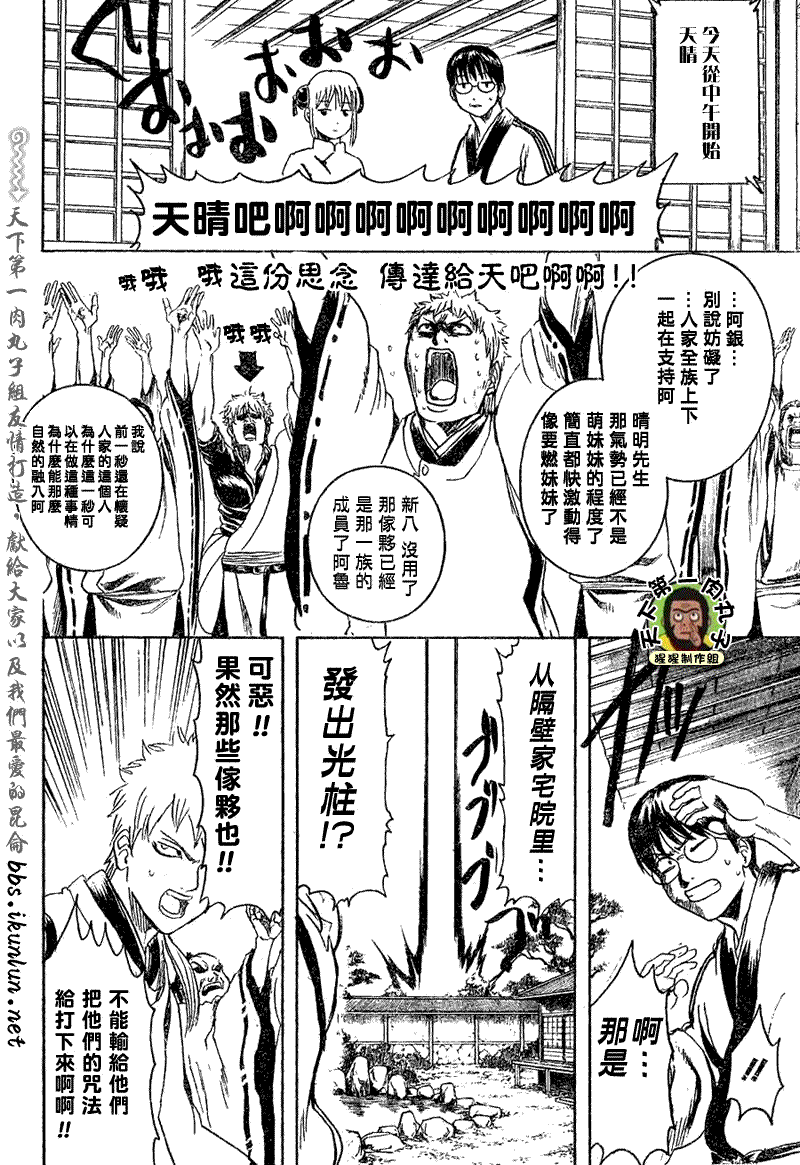 今天從中午開始
天晴
おおお
おおお
天晴吧啊啊啊啊啊啊啊啊啊
哦哦 哦這份思念 傳達給天吧啊啊!!
…阿銀…
別說妨礙了
…人家全族上下
一起在支持阿
晴明先生
那氣勢已經不是
萌妹妹的程度了
簡直都快激動得
像要燃妹妹了
哦哦
新八 沒用了
那傢夥已經
是那一族的
成員了阿魯
我說
前一秒還在懷疑
人家的這個人
為什麼這一秒可
以在做這種事情
為什麼能那麼
自然的融入阿
天下第一肉丸子
猩猩制作組
啊…
那是
!!
从隔壁家宅院里…
發出光柱!?
ブブブ
可惡!!
果然那些傢夥也!!
不能輸給他們
把他們的咒法
給打下來啊啊!!
天下第一肉丸子組友情打造，獻給大家以及我們最愛的昆侖 bbs.ikunlun.net